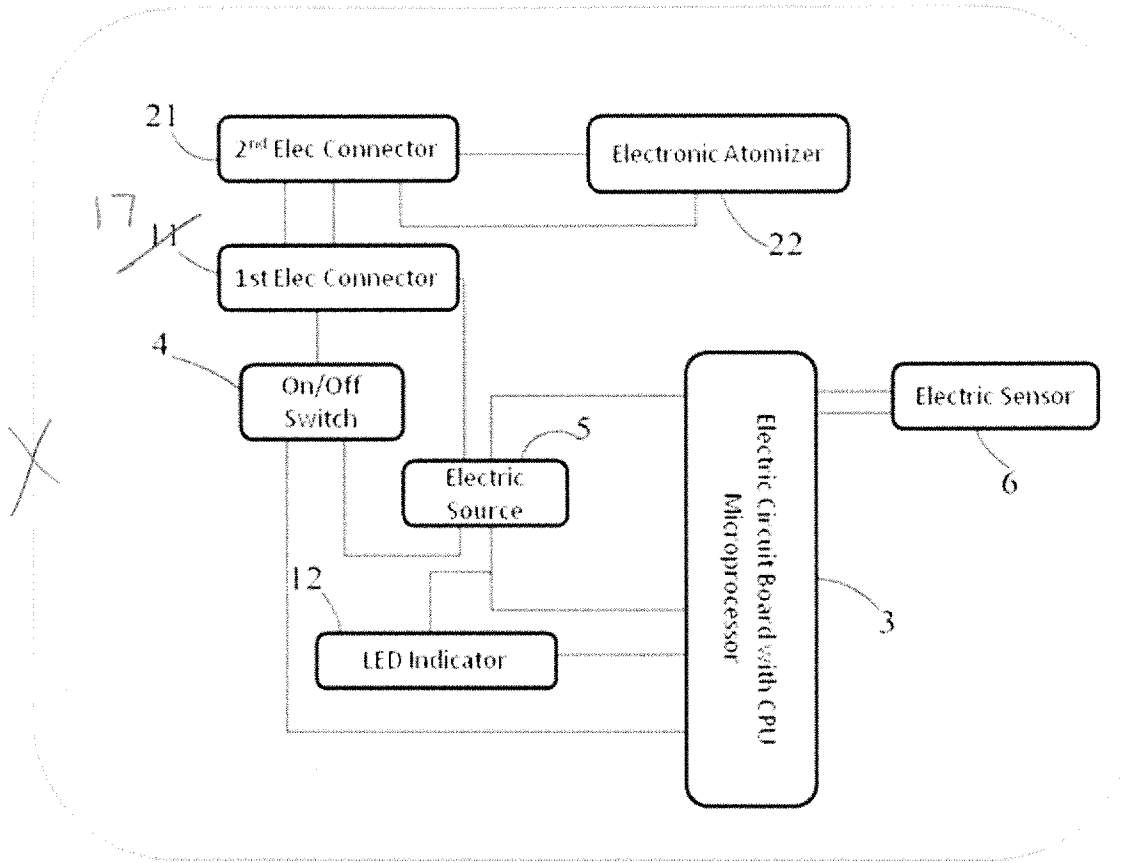 21
2nd Elec Connector
Electronic Atomizer
17
11
22
1st Elec Connector
4
On/Off
Switch
Electric Sensor
5
Electric
Source
6
Electric Circuit Board with CPU
Microprocessor
12
3
LED Indicator